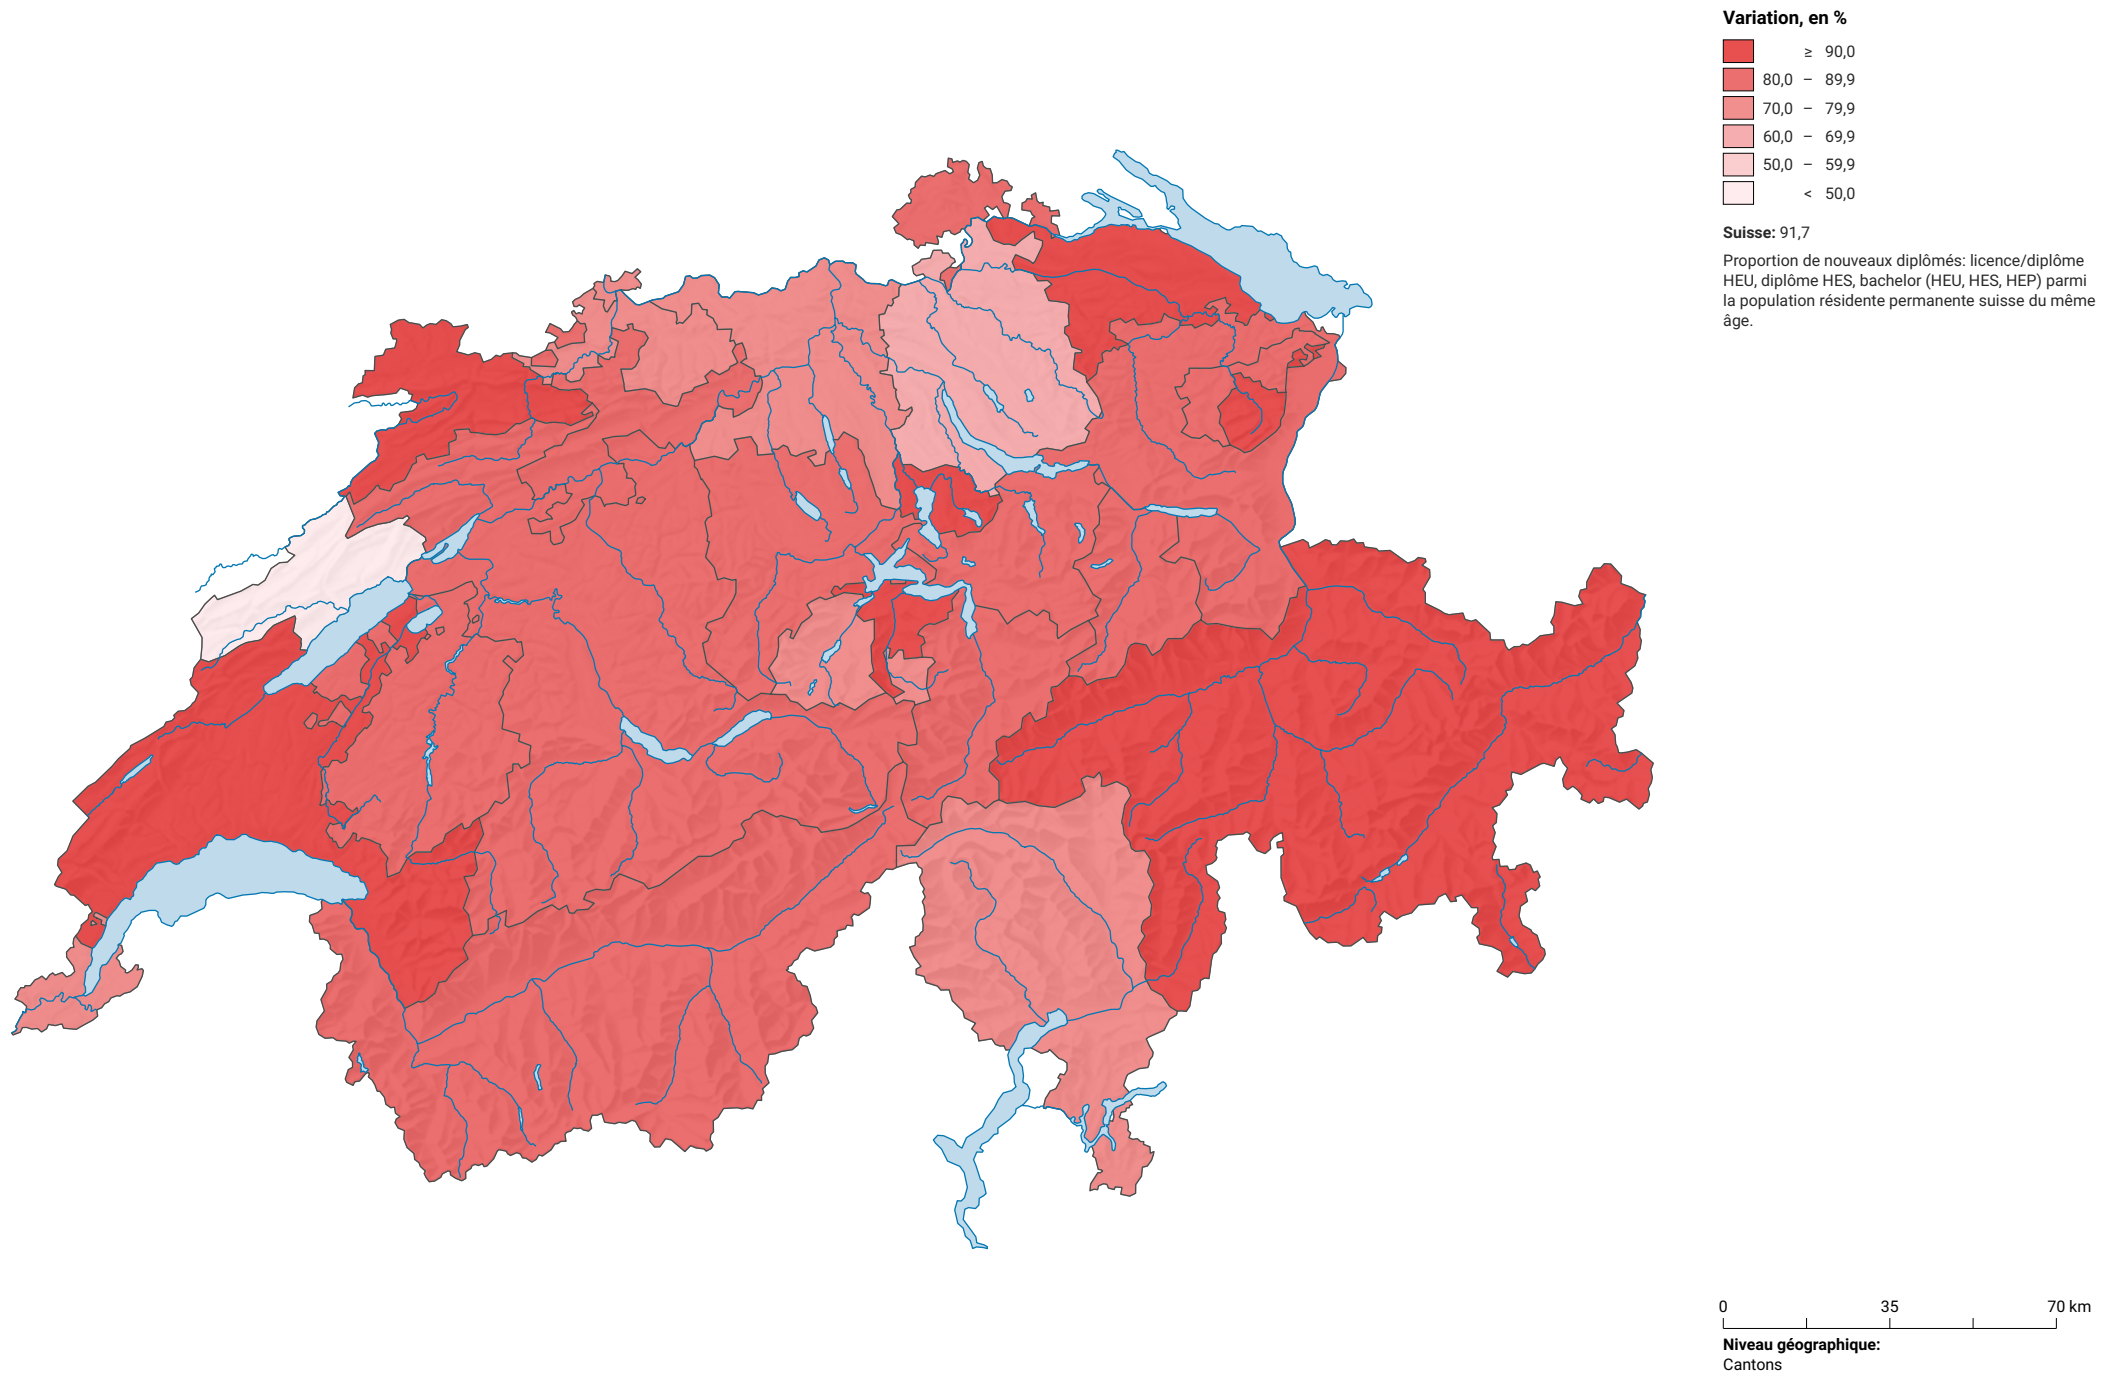 Variation, en %
≥ 90,0
80,0 – 89,9
70,0 – 79,9
60,0 – 69,9
50,0 – 59,9
< 50,0
Suisse: 91,7
Proportion de nouveaux diplômés: licence/diplôme
HEU, diplôme HES, bachelor (HEU, HES, HEP) parmi
la population résidente permanente suisse du même
âge.
0 35 70 km
Niveau géographique:
Cantons